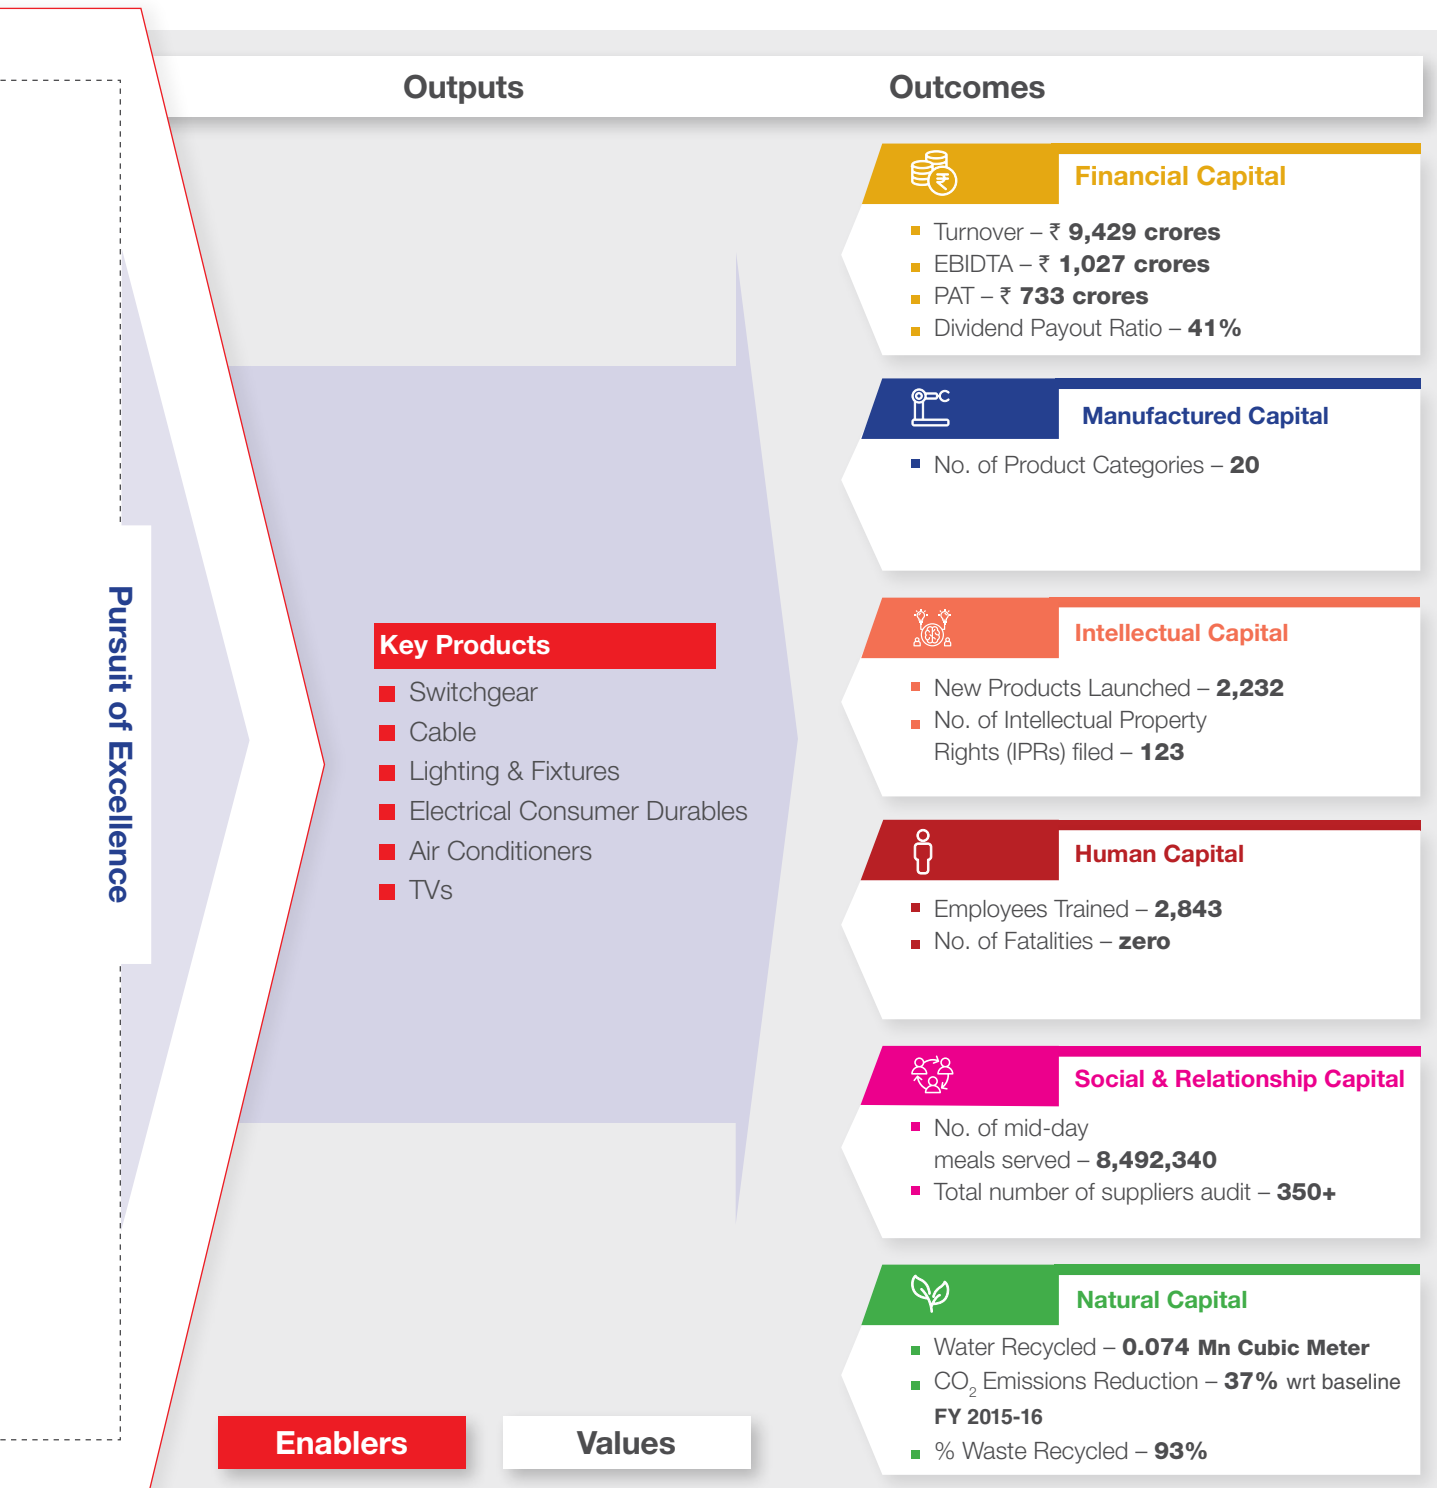 Outputs
Outcomes
Pursuit of Excellence
Key Products
Switchgear
Cable
Lighting & Fixtures
Electrical Consumer Durables
Air Conditioners
TVs
Enablers
Values
Financial Capital
Turnover – ₹ 9,429 crores
EBIDTA – ₹ 1,027 crores
PAT – ₹ 733 crores
Dividend Payout Ratio – 41%
Manufactured Capital
No. of Product Categories – 20
Intellectual Capital
New Products Launched – 2,232
No. of Intellectual Property
Rights (IPRs) filed – 123
Human Capital
Employees Trained – 2,843
No. of Fatalities – zero
Social & Relationship Capital
No. of mid-day
meals served – 8,492,340
Total number of suppliers audit – 350+
Natural Capital
Water Recycled – 0.074 Mn Cubic Meter
CO2 Emissions Reduction – 37% wrt baseline
FY 2015-16
% Waste Recycled – 93%